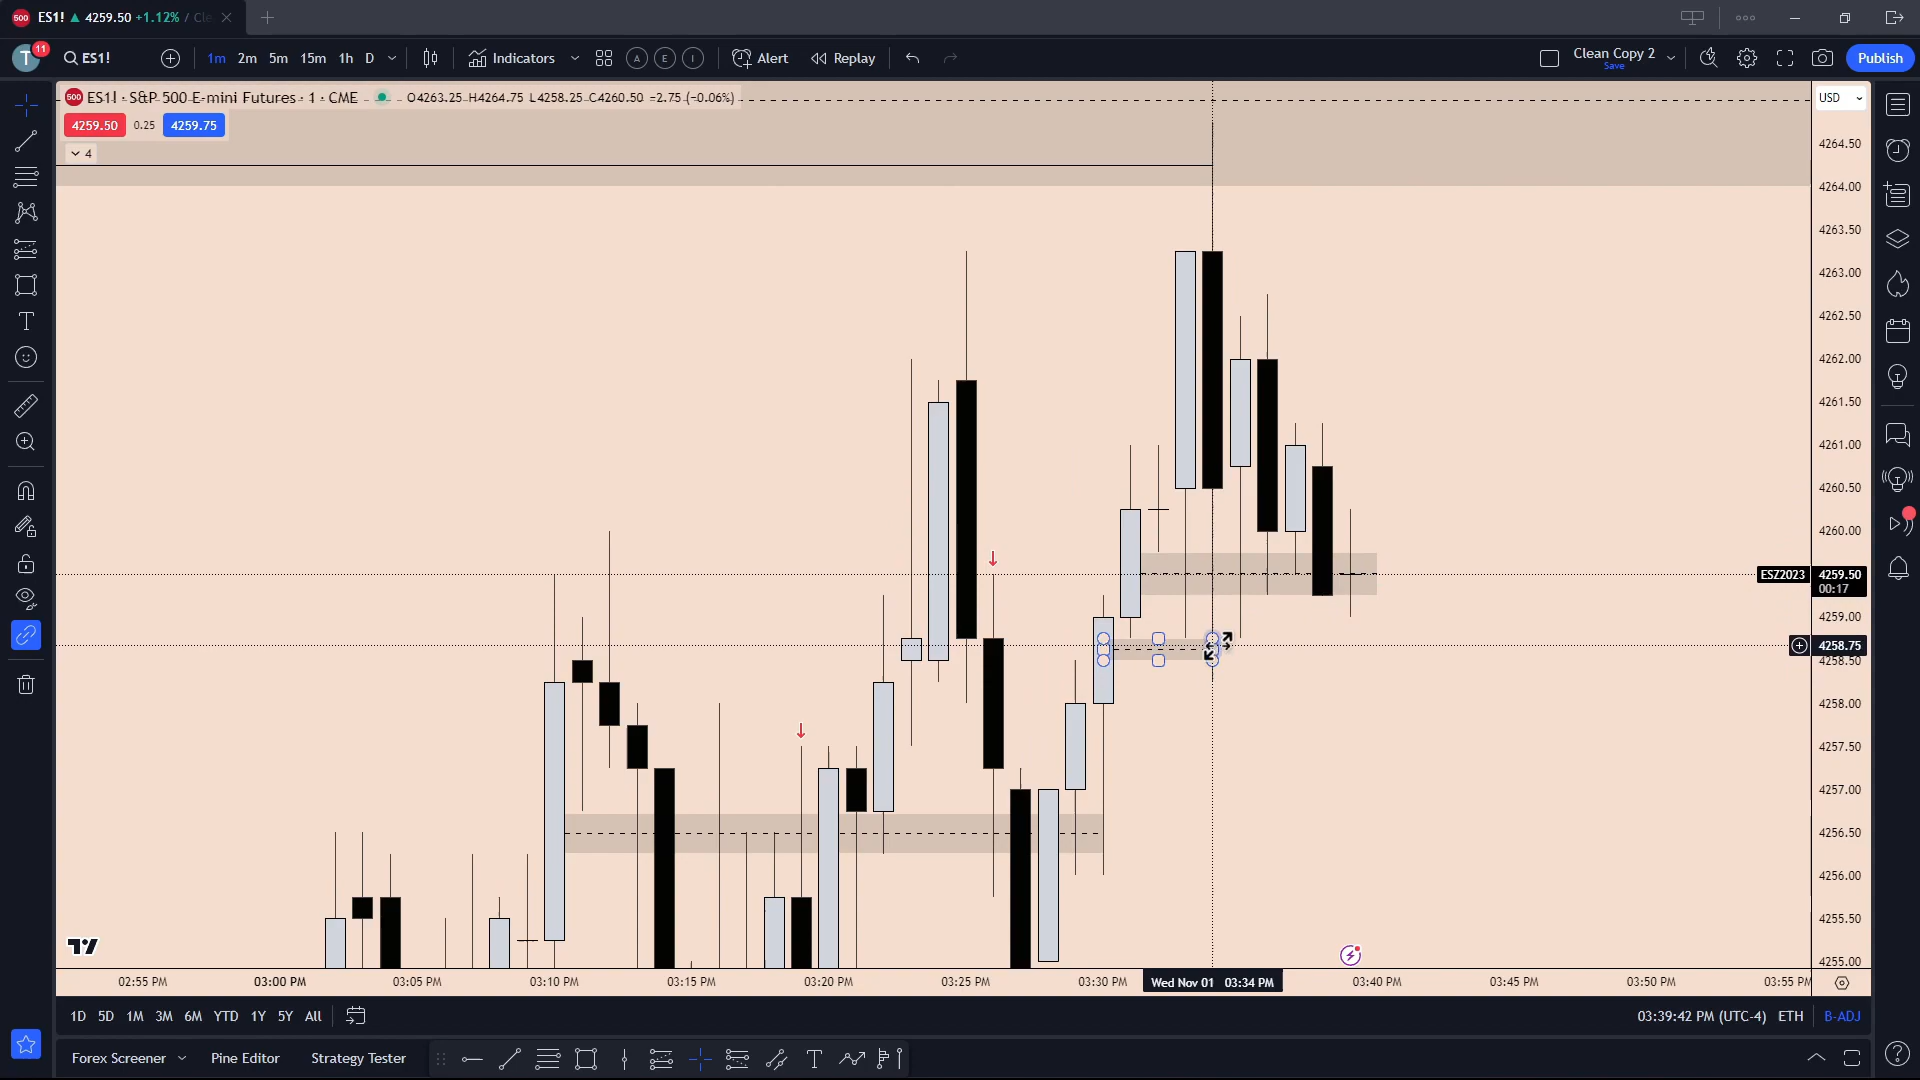 500 ES1! ▲ 4259.50 +1.12% / Cle
T 11 ES1! 1m 2m 5m 15m 1h D Indicators A E I Alert Replay Clean Copy 2 Save Publish
500 ES1! · S&P 500 E-mini Futures · 1 · CME O4263.25 H4264.75 L4258.25 C4260.50 −2.75 (−0.06%) USD
4259.50 0.25 4259.75
4
4264.50
4264.00
4263.50
4263.00
4262.50
4262.00
4261.50
4261.00
4260.50
4260.00
ESZ2023 4259.50
00:17
4259.00
4258.75
4258.50
4258.00
4257.50
4257.00
4256.50
4256.00
4255.50
4255.00
02:55 PM 03:00 PM 03:05 PM 03:10 PM 03:15 PM 03:20 PM 03:25 PM 03:30 PM Wed Nov 01 03:34 PM 03:40 PM 03:45 PM 03:50 PM 03:55 PM
1D 5D 1M 3M 6M YTD 1Y 5Y All 03:39:42 PM (UTC-4) ETH B-ADJ
Forex Screener Pine Editor Strategy Tester T